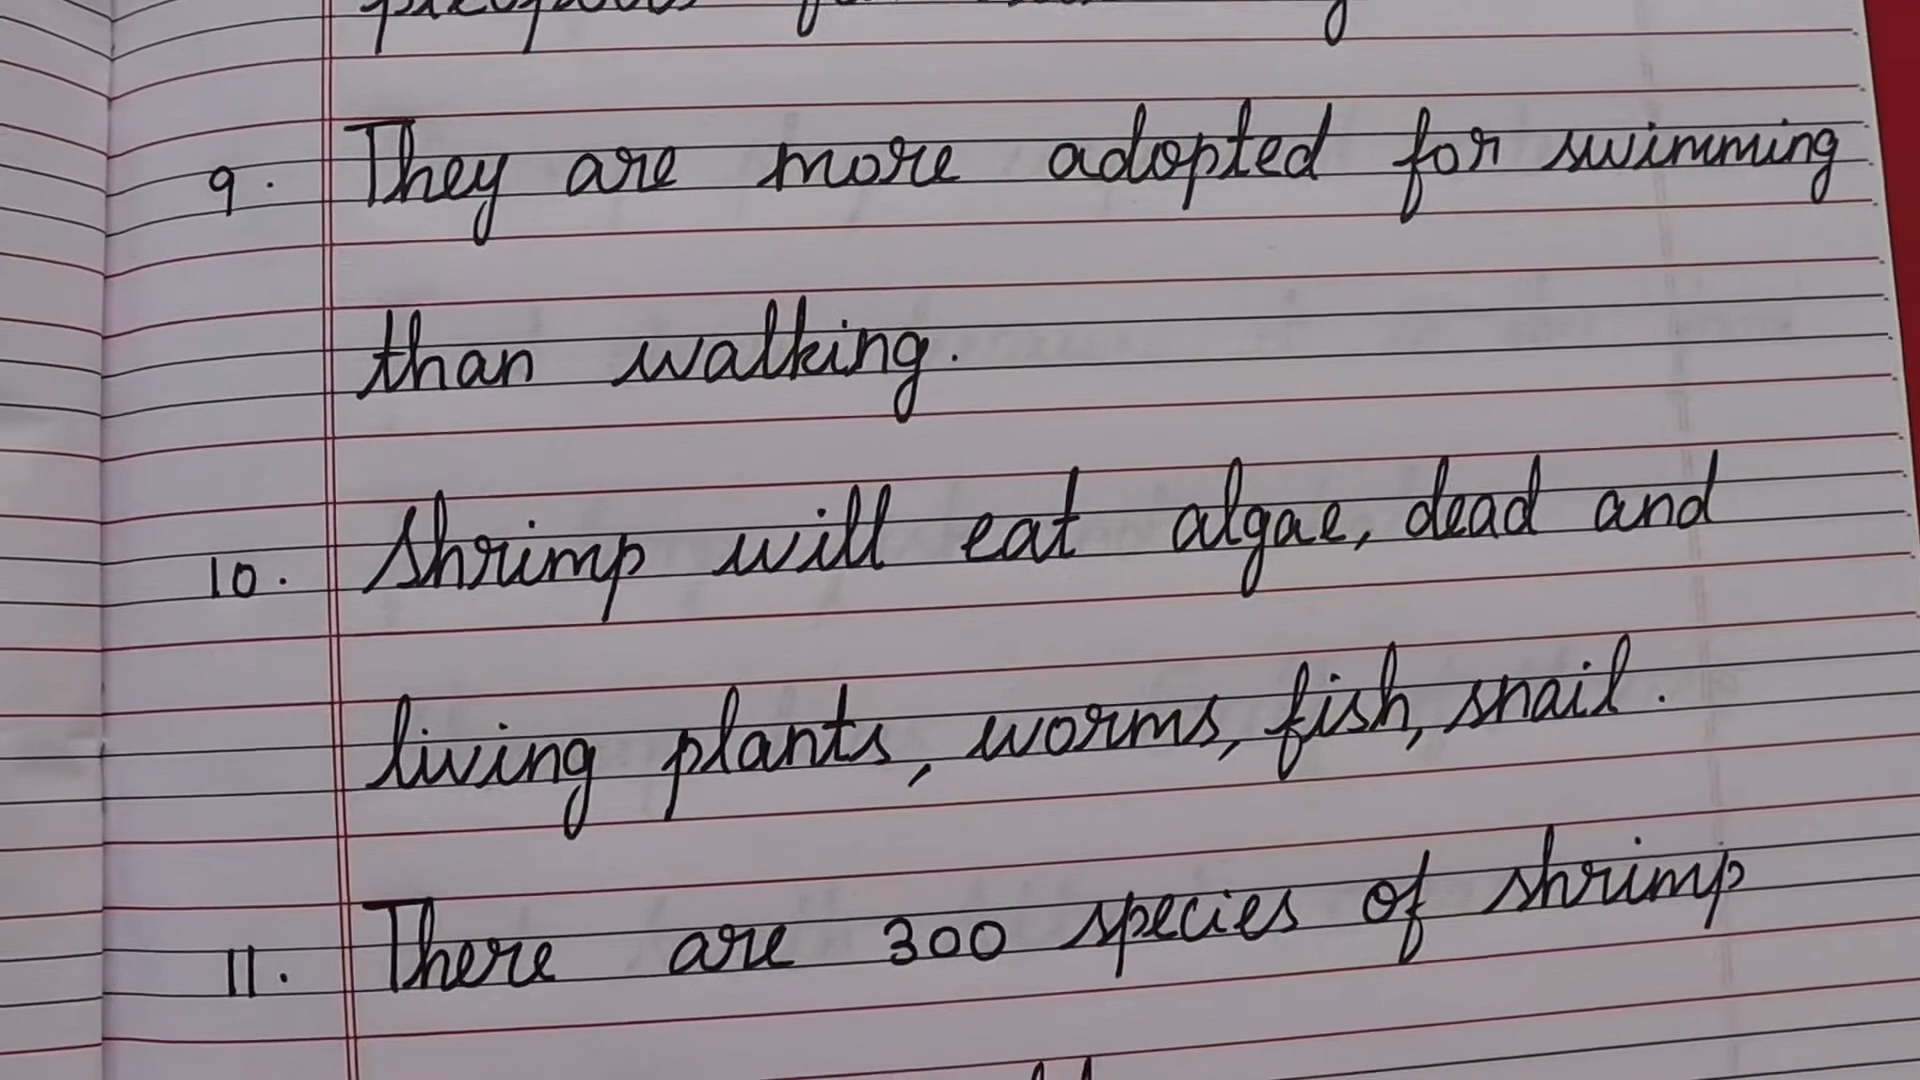 9. They are more adopted for swimming
than walking.
10. Shrimp will eat algae, dead and
living plants, worms, fish, snail.
11. There are 300 species of shrimp